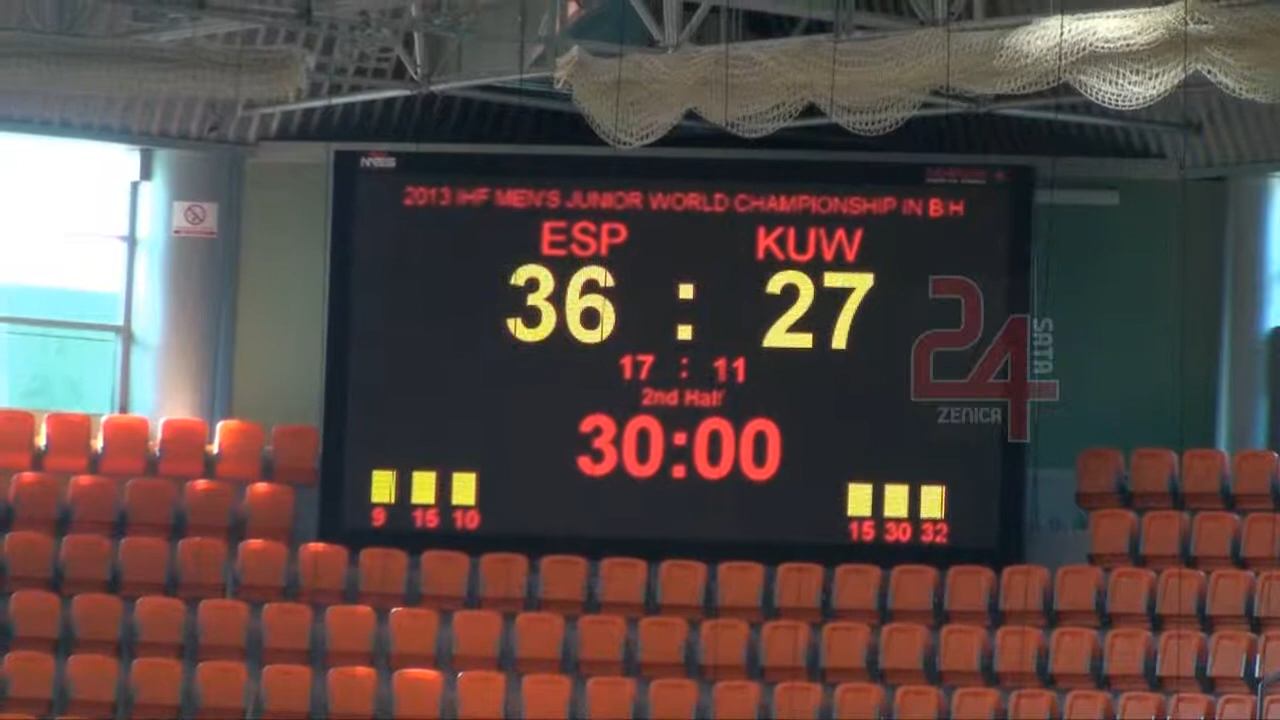 2013 IHF MEN'S JUNIOR WORLD CHAMPIONSHIP IN B H
ESP KUW
36 : 27
17 : 11
2nd Half
30:00
9 15 10
15 30 32
24 SATA
ZENICA